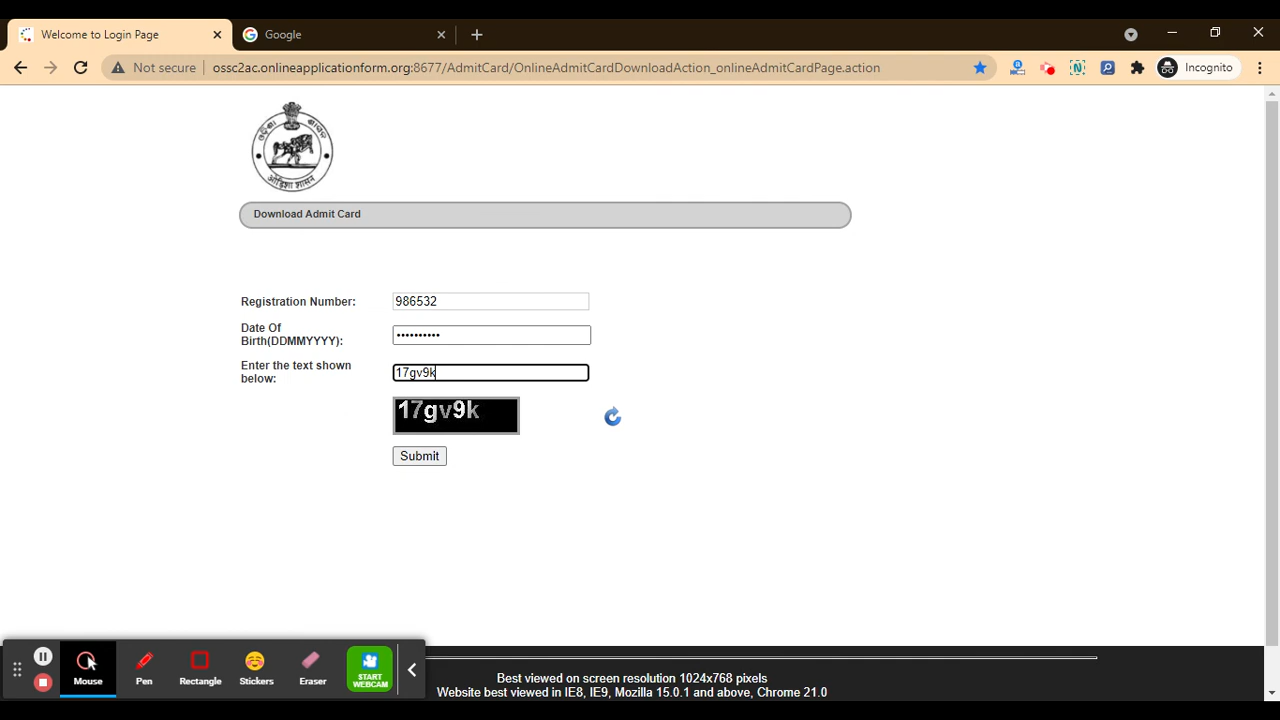 Welcome to Login Page
Google
Not secure
ossc2ac.onlineapplicationform.org:8677/AdmitCard/OnlineAdmitCardDownloadAction_onlineAdmitCardPage.action
Incognito
Download Admit Card
Registration Number:
986532
Date Of
Birth(DDMMYYYY):
••••••••••
Enter the text shown
below:
17gv9k
17gv9k
Submit
Mouse
Pen
Rectangle
Stickers
Eraser
START
WEBCAM
Best viewed on screen resolution 1024x768 pixels
Website best viewed in IE8, IE9, Mozilla 15.0.1 and above, Chrome 21.0